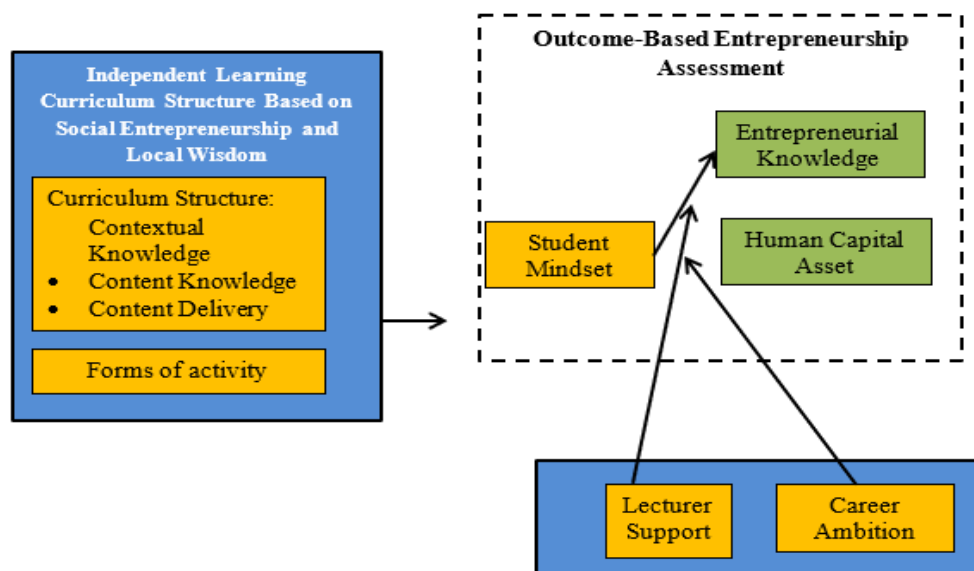 Independent Learning
Curriculum Structure Based on
Social Entrepreneurship and
Local Wisdom
Curriculum Structure:
Contextual
Knowledge
• Content Knowledge
• Content Delivery
Forms of activity
Outcome-Based Entrepreneurship
Assessment
Entrepreneurial
Knowledge
Student
Mindset
Human Capital
Asset
Lecturer
Support
Career
Ambition